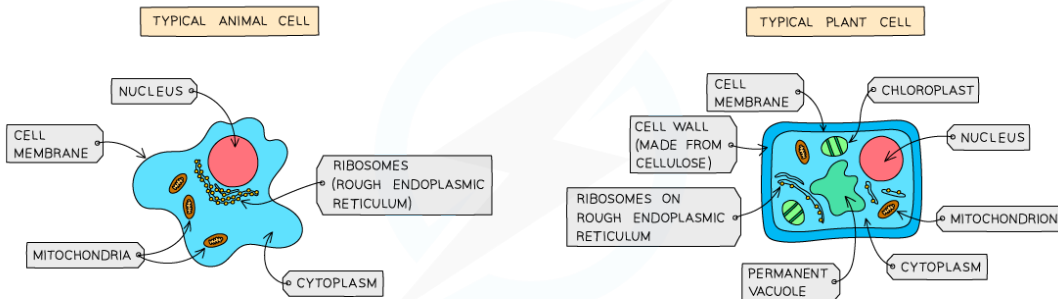 TYPICAL ANIMAL CELL
NUCLEUS
CELL
MEMBRANE
RIBOSOMES
(ROUGH ENDOPLASMIC
RETICULUM)
MITOCHONDRIA
CYTOPLASM
TYPICAL PLANT CELL
CELL
MEMBRANE
CHLOROPLAST
CELL WALL
(MADE FROM
CELLULOSE)
NUCLEUS
RIBOSOMES ON
ROUGH ENDOPLASMIC
RETICULUM
MITOCHONDRION
CYTOPLASM
PERMANENT
VACUOLE